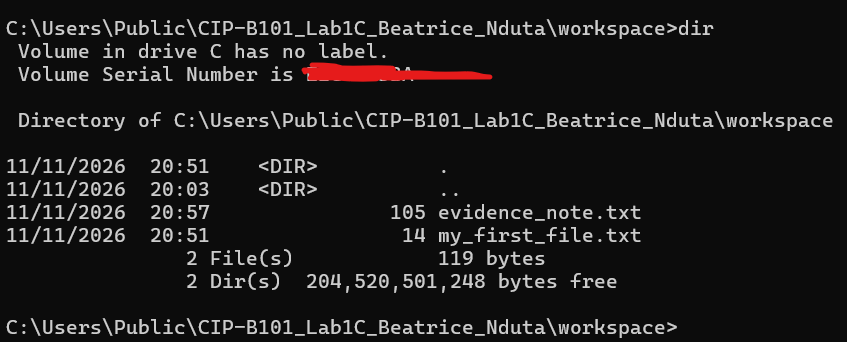 C:\Users\Public\CIP-B101_Lab1C_Beatrice_Nduta\workspace>dir
Volume in drive C has no label.
Volume Serial Number is
Directory of C:\Users\Public\CIP-B101_Lab1C_Beatrice_Nduta\workspace
11/11/2026  20:51    <DIR>          .
11/11/2026  20:03    <DIR>          ..
11/11/2026  20:57               105 evidence_note.txt
11/11/2026  20:51                14 my_first_file.txt
2 File(s)            119 bytes
2 Dir(s)  204,520,501,248 bytes free
C:\Users\Public\CIP-B101_Lab1C_Beatrice_Nduta\workspace>